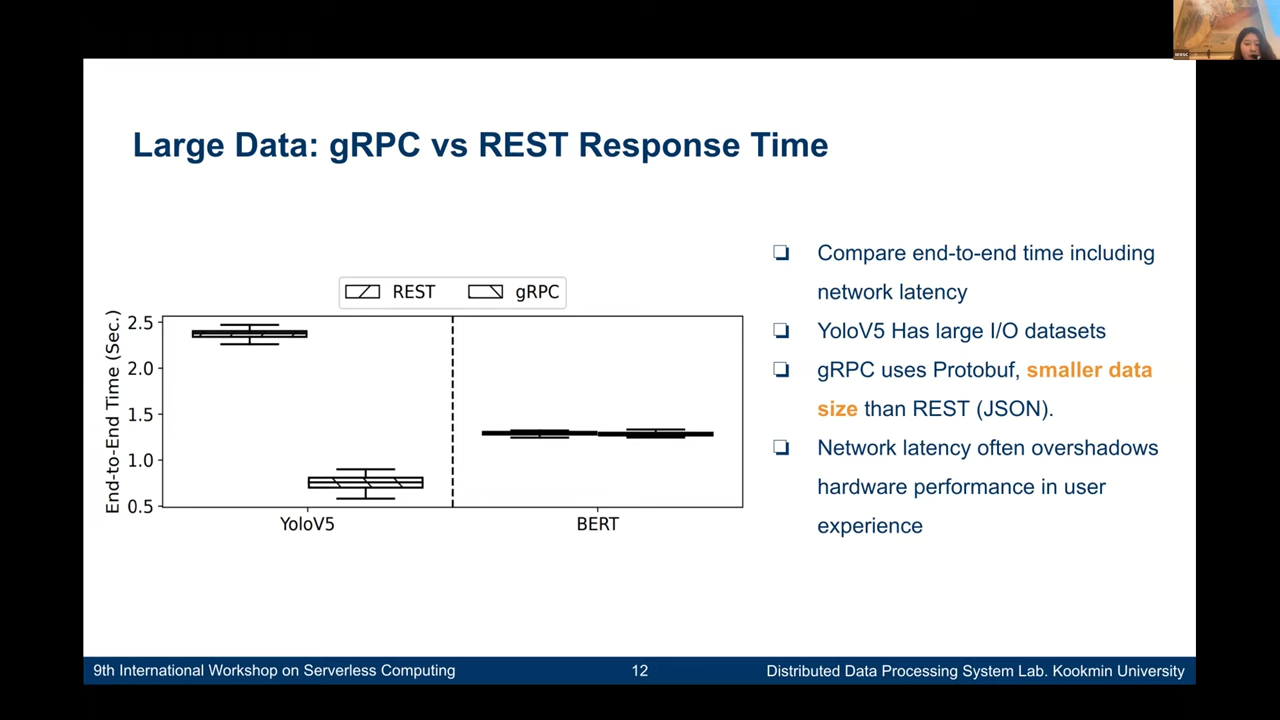 Large Data: gRPC vs REST Response Time
REST
gRPC
End-to-End Time (Sec.)
2.5
2.0
1.5
1.0
0.5
YoloV5
BERT
❏ Compare end-to-end time including
network latency
❏ YoloV5 Has large I/O datasets
❏ gRPC uses Protobuf, smaller data
size than REST (JSON).
❏ Network latency often overshadows
hardware performance in user
experience
9th International Workshop on Serverless Computing
12
Distributed Data Processing System Lab. Kookmin University